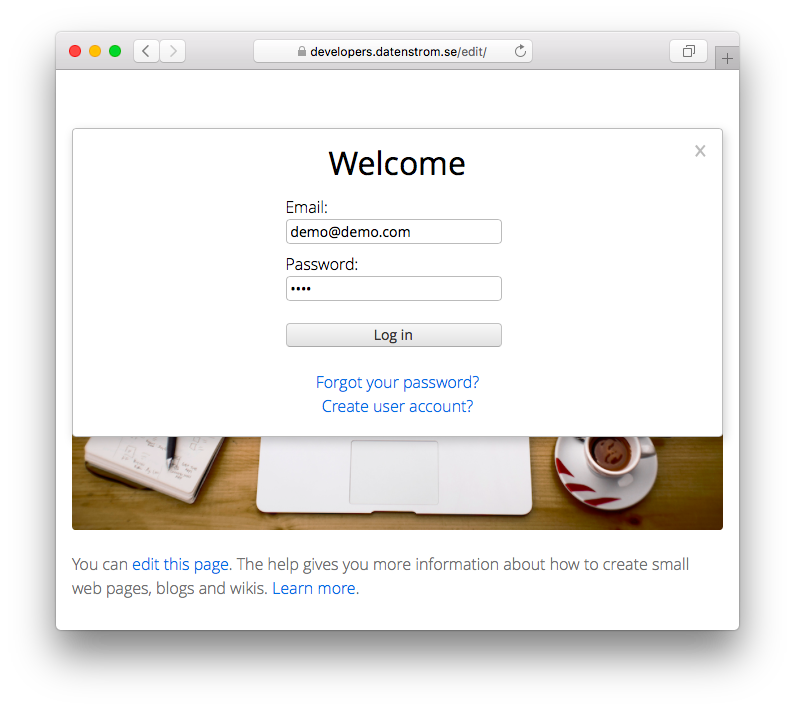 developers.datenstrom.se/edit/
Welcome
Email:
demo@demo.com
Password:
••••
Log in
Forgot your password?
Create user account?
You can edit this page. The help gives you more information about how to create small
web pages, blogs and wikis. Learn more.